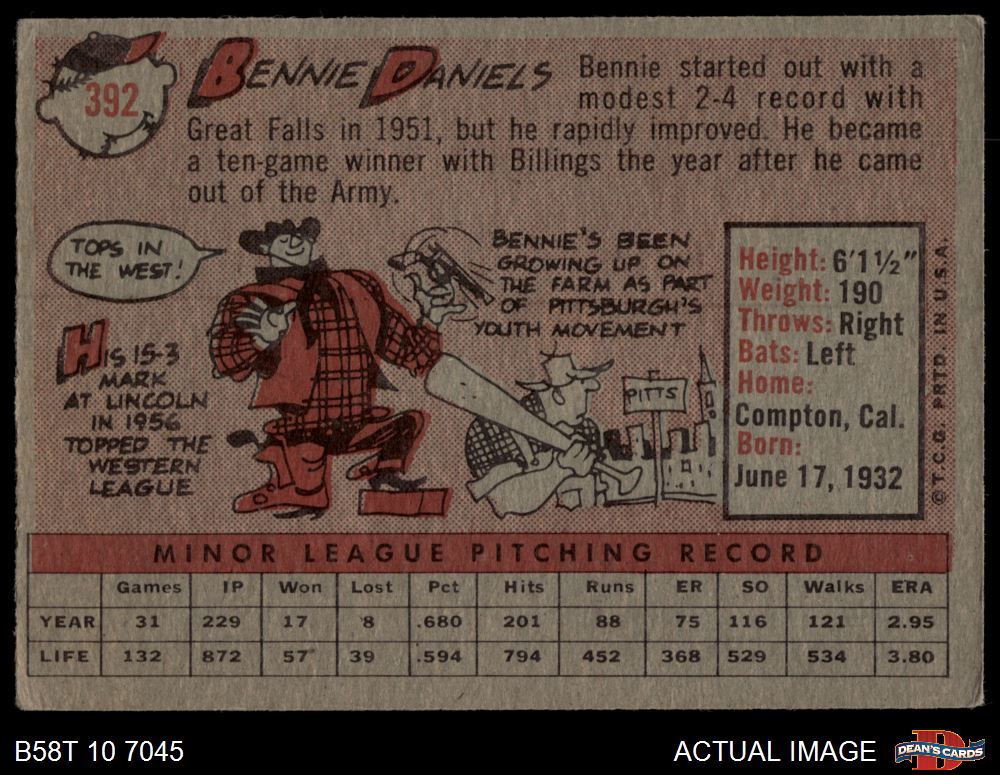 392
BENNIE DANIELS
Bennie started out with a
modest 2-4 record with
Great Falls in 1951, but he rapidly improved. He became
a ten-game winner with Billings the year after he came
out of the Army.
TOPS IN
THE WEST!
HIS 15-3
MARK
AT LINCOLN
IN 1956
TOPPED THE
WESTERN
LEAGUE
BENNIE'S BEEN
GROWING UP ON
THE FARM AS PART
OF PITTSBURGH'S
YOUTH MOVEMENT
PITTS
Height: 6'1½"
Weight: 190
Throws: Right
Bats: Left
Home:
Compton, Cal.
Born:
June 17, 1932
© T.C.G. PRTD. IN U.S.A.
MINOR LEAGUE PITCHING RECORD
Games IP Won Lost Pct Hits Runs ER SO Walks ERA
YEAR 31 229 17 8 .680 201 88 75 116 121 2.95
LIFE 132 872 57 39 .594 794 452 368 529 534 3.80
B58T 10 7045
ACTUAL IMAGE
DEAN'S CARDS